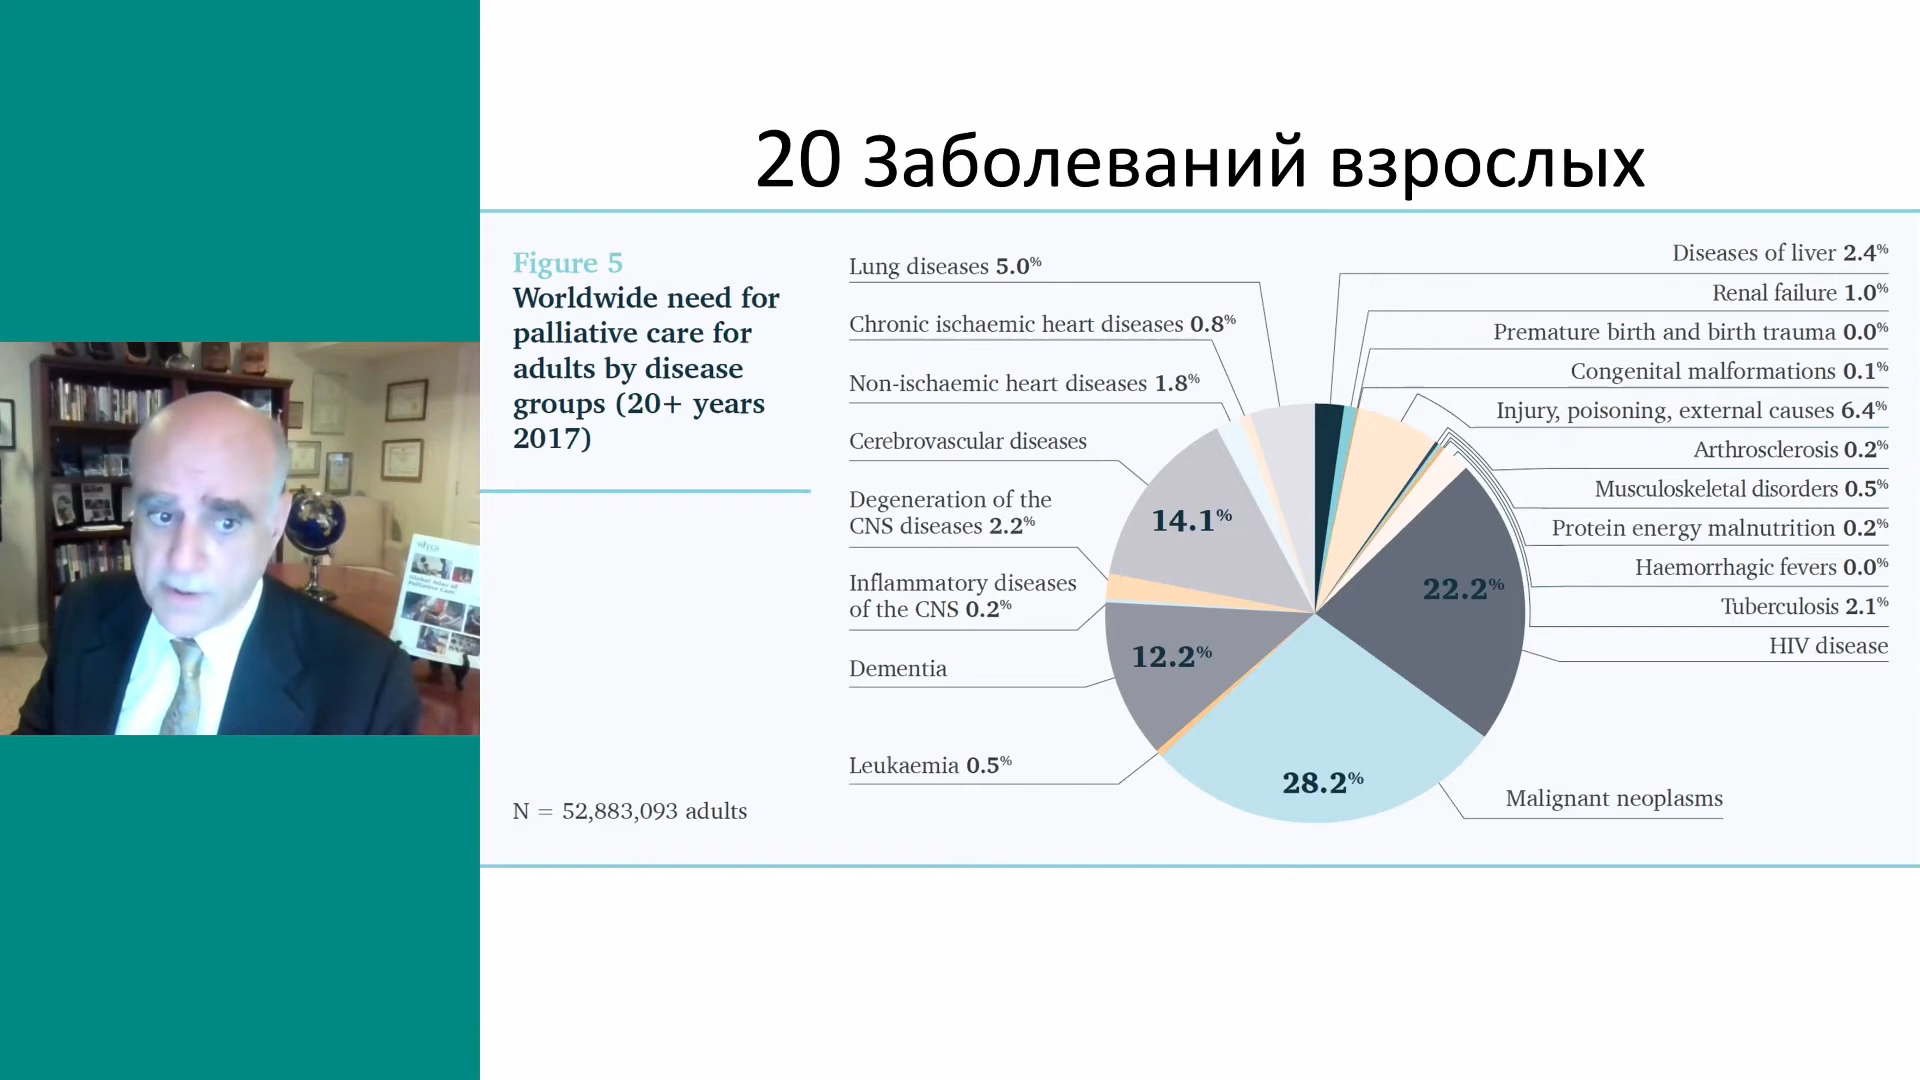 20 Заболеваний взрослых
Figure 5
Worldwide need for
palliative care for
adults by disease
groups (20+ years
2017)
N = 52,883,093 adults
Lung diseases 5.0%
Chronic ischaemic heart diseases 0.8%
Non-ischaemic heart diseases 1.8%
Cerebrovascular diseases
Degeneration of the
CNS diseases 2.2%
Inflammatory diseases
of the CNS 0.2%
Dementia
Leukaemia 0.5%
14.1%
12.2%
28.2%
22.2%
Diseases of liver 2.4%
Renal failure 1.0%
Premature birth and birth trauma 0.0%
Congenital malformations 0.1%
Injury, poisoning, external causes 6.4%
Arthrosclerosis 0.2%
Musculoskeletal disorders 0.5%
Protein energy malnutrition 0.2%
Haemorrhagic fevers 0.0%
Tuberculosis 2.1%
HIV disease
Malignant neoplasms
Global Atlas of
Palliative Care